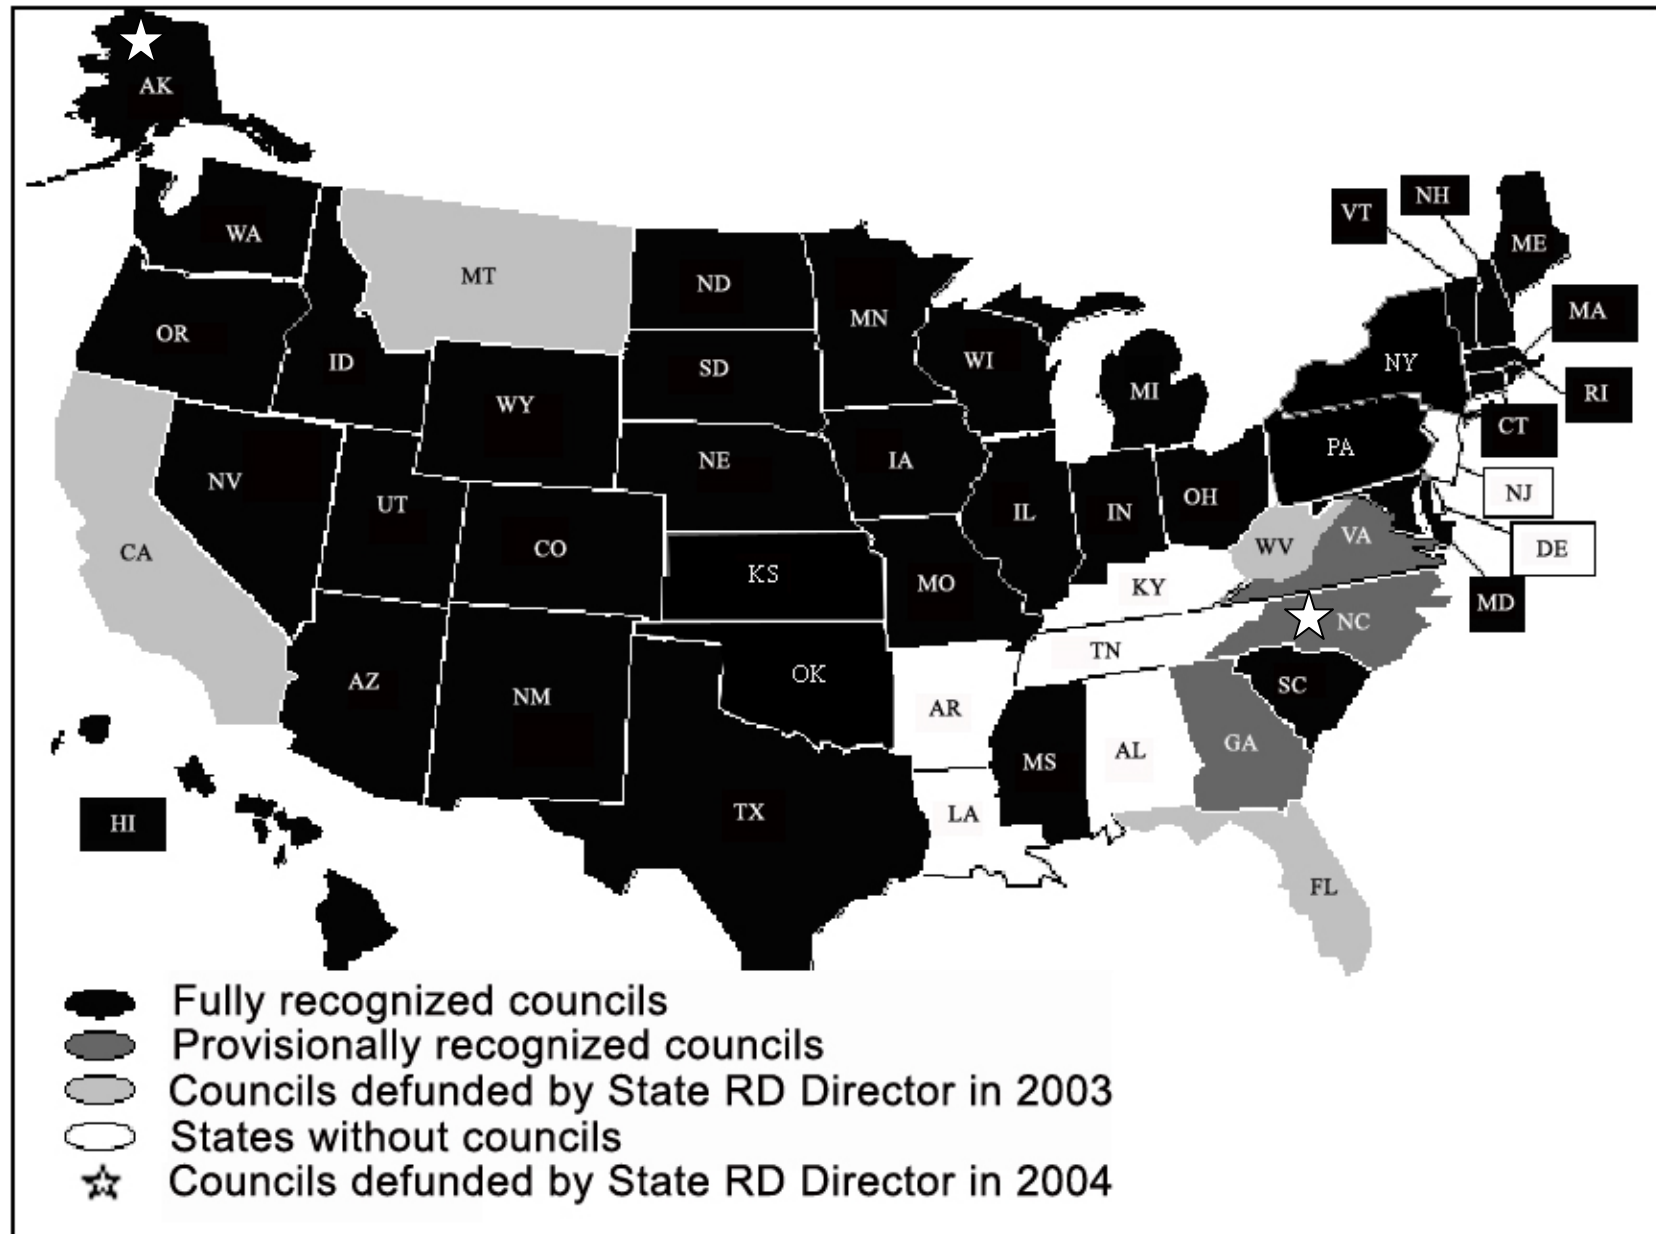 AK
VT
NH
WA
ME
MT
ND
MA
MN
OR
WI
NY
ID
SD
MI
RI
WY
CT
PA
NE
IA
NV
NJ
UT
OH
IL
IN
VA
CA
CO
WV
DE
KS
MO
KY
MD
NC
TN
AZ
OK
SC
NM
AR
GA
AL
MS
TX
LA
HI
FL
Fully recognized councils
Provisionally recognized councils
Councils defunded by State RD Director in 2003
States without councils
Councils defunded by State RD Director in 2004